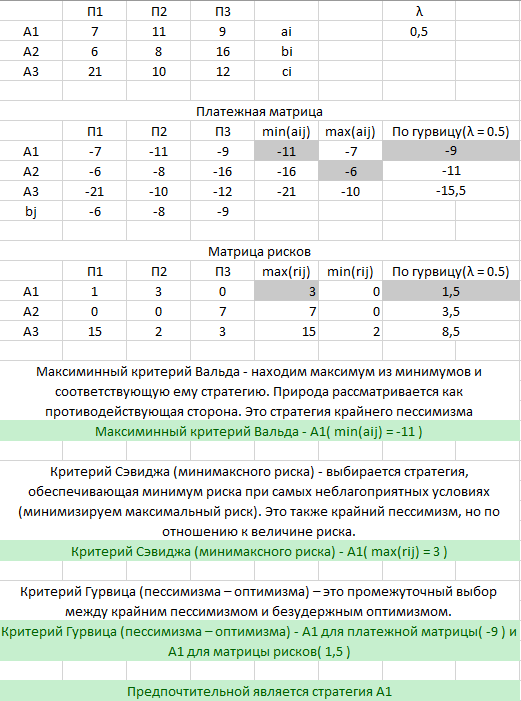 П1 П2 П3 λ
A1 7 11 9 ai 0,5
A2 6 8 16 bi
A3 21 10 12 ci
Платежная матрица
П1 П2 П3 min(aij) max(aij) По гурвицу(λ = 0.5)
A1 -7 -11 -9 -11 -7 -9
A2 -6 -8 -16 -16 -6 -11
A3 -21 -10 -12 -21 -10 -15,5
bj -6 -8 -9
Матрица рисков
П1 П2 П3 max(rij) min(rij) По гурвицу(λ = 0.5)
A1 1 3 0 3 0 1,5
A2 0 0 7 7 0 3,5
A3 15 2 3 15 2 8,5
Максиминный критерий Вальда - находим максимум из минимумов и
соответствующую ему стратегию. Природа рассматривается как
противодействующая сторона. Это стратегия крайнего пессимизма
Максиминный критерий Вальда - A1( min(aij) = -11 )
Критерий Сэвиджа (минимаксного риска) - выбирается стратегия,
обеспечивающая минимум риска при самых неблагоприятных условиях
(минимизируем максимальный риск). Это также крайний пессимизм, но по
отношению к величине риска.
Критерий Сэвиджа (минимаксного риска) - A1( max(rij) = 3 )
Критерий Гурвица (пессимизма – оптимизма) – это промежуточный выбор
между крайним пессимизмом и безудержным оптимизмом.
Критерий Гурвица (пессимизма – оптимизма) - A1 для платежной матрицы( -9 ) и
A1 для матрицы рисков( 1,5 )
Предпочтительной является стратегия A1